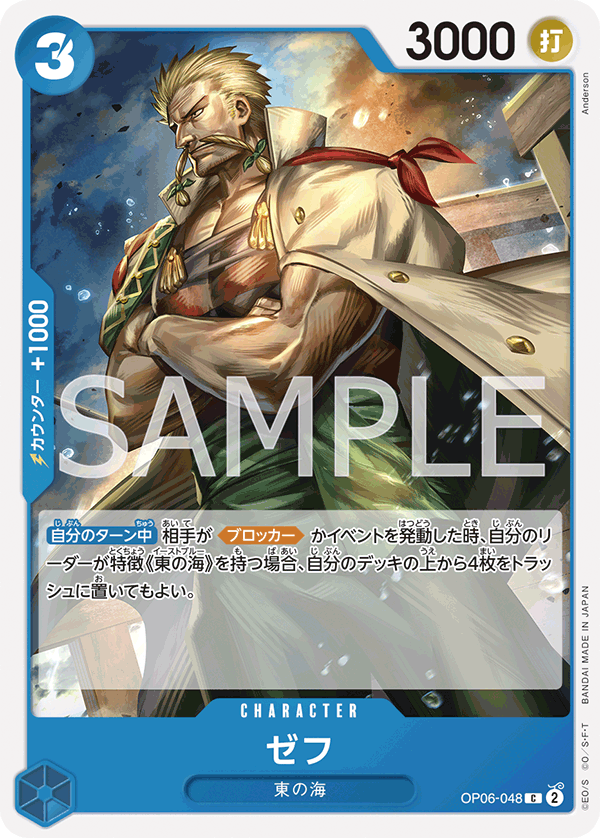 3
3000
打
Anderson
カウンター +1000
SAMPLE
自分のターン中 相手が ブロッカー かイベントを発動した時、自分のリ
ーダーが特徴《東の海》を持つ場合、自分のデッキの上から4枚をトラッ
シュに置いてもよい。
CHARACTER
ゼフ
東の海
OP06-048 C 2
©E.O/S ©O/S・F・T BANDAI MADE IN JAPAN